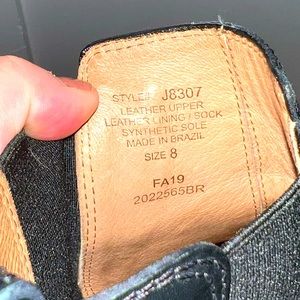 STYLE#: J8307
LEATHER UPPER
LEATHER LINING / SOCK
SYNTHETIC SOLE
MADE IN BRAZIL
SIZE 8
FA19
2022565BR